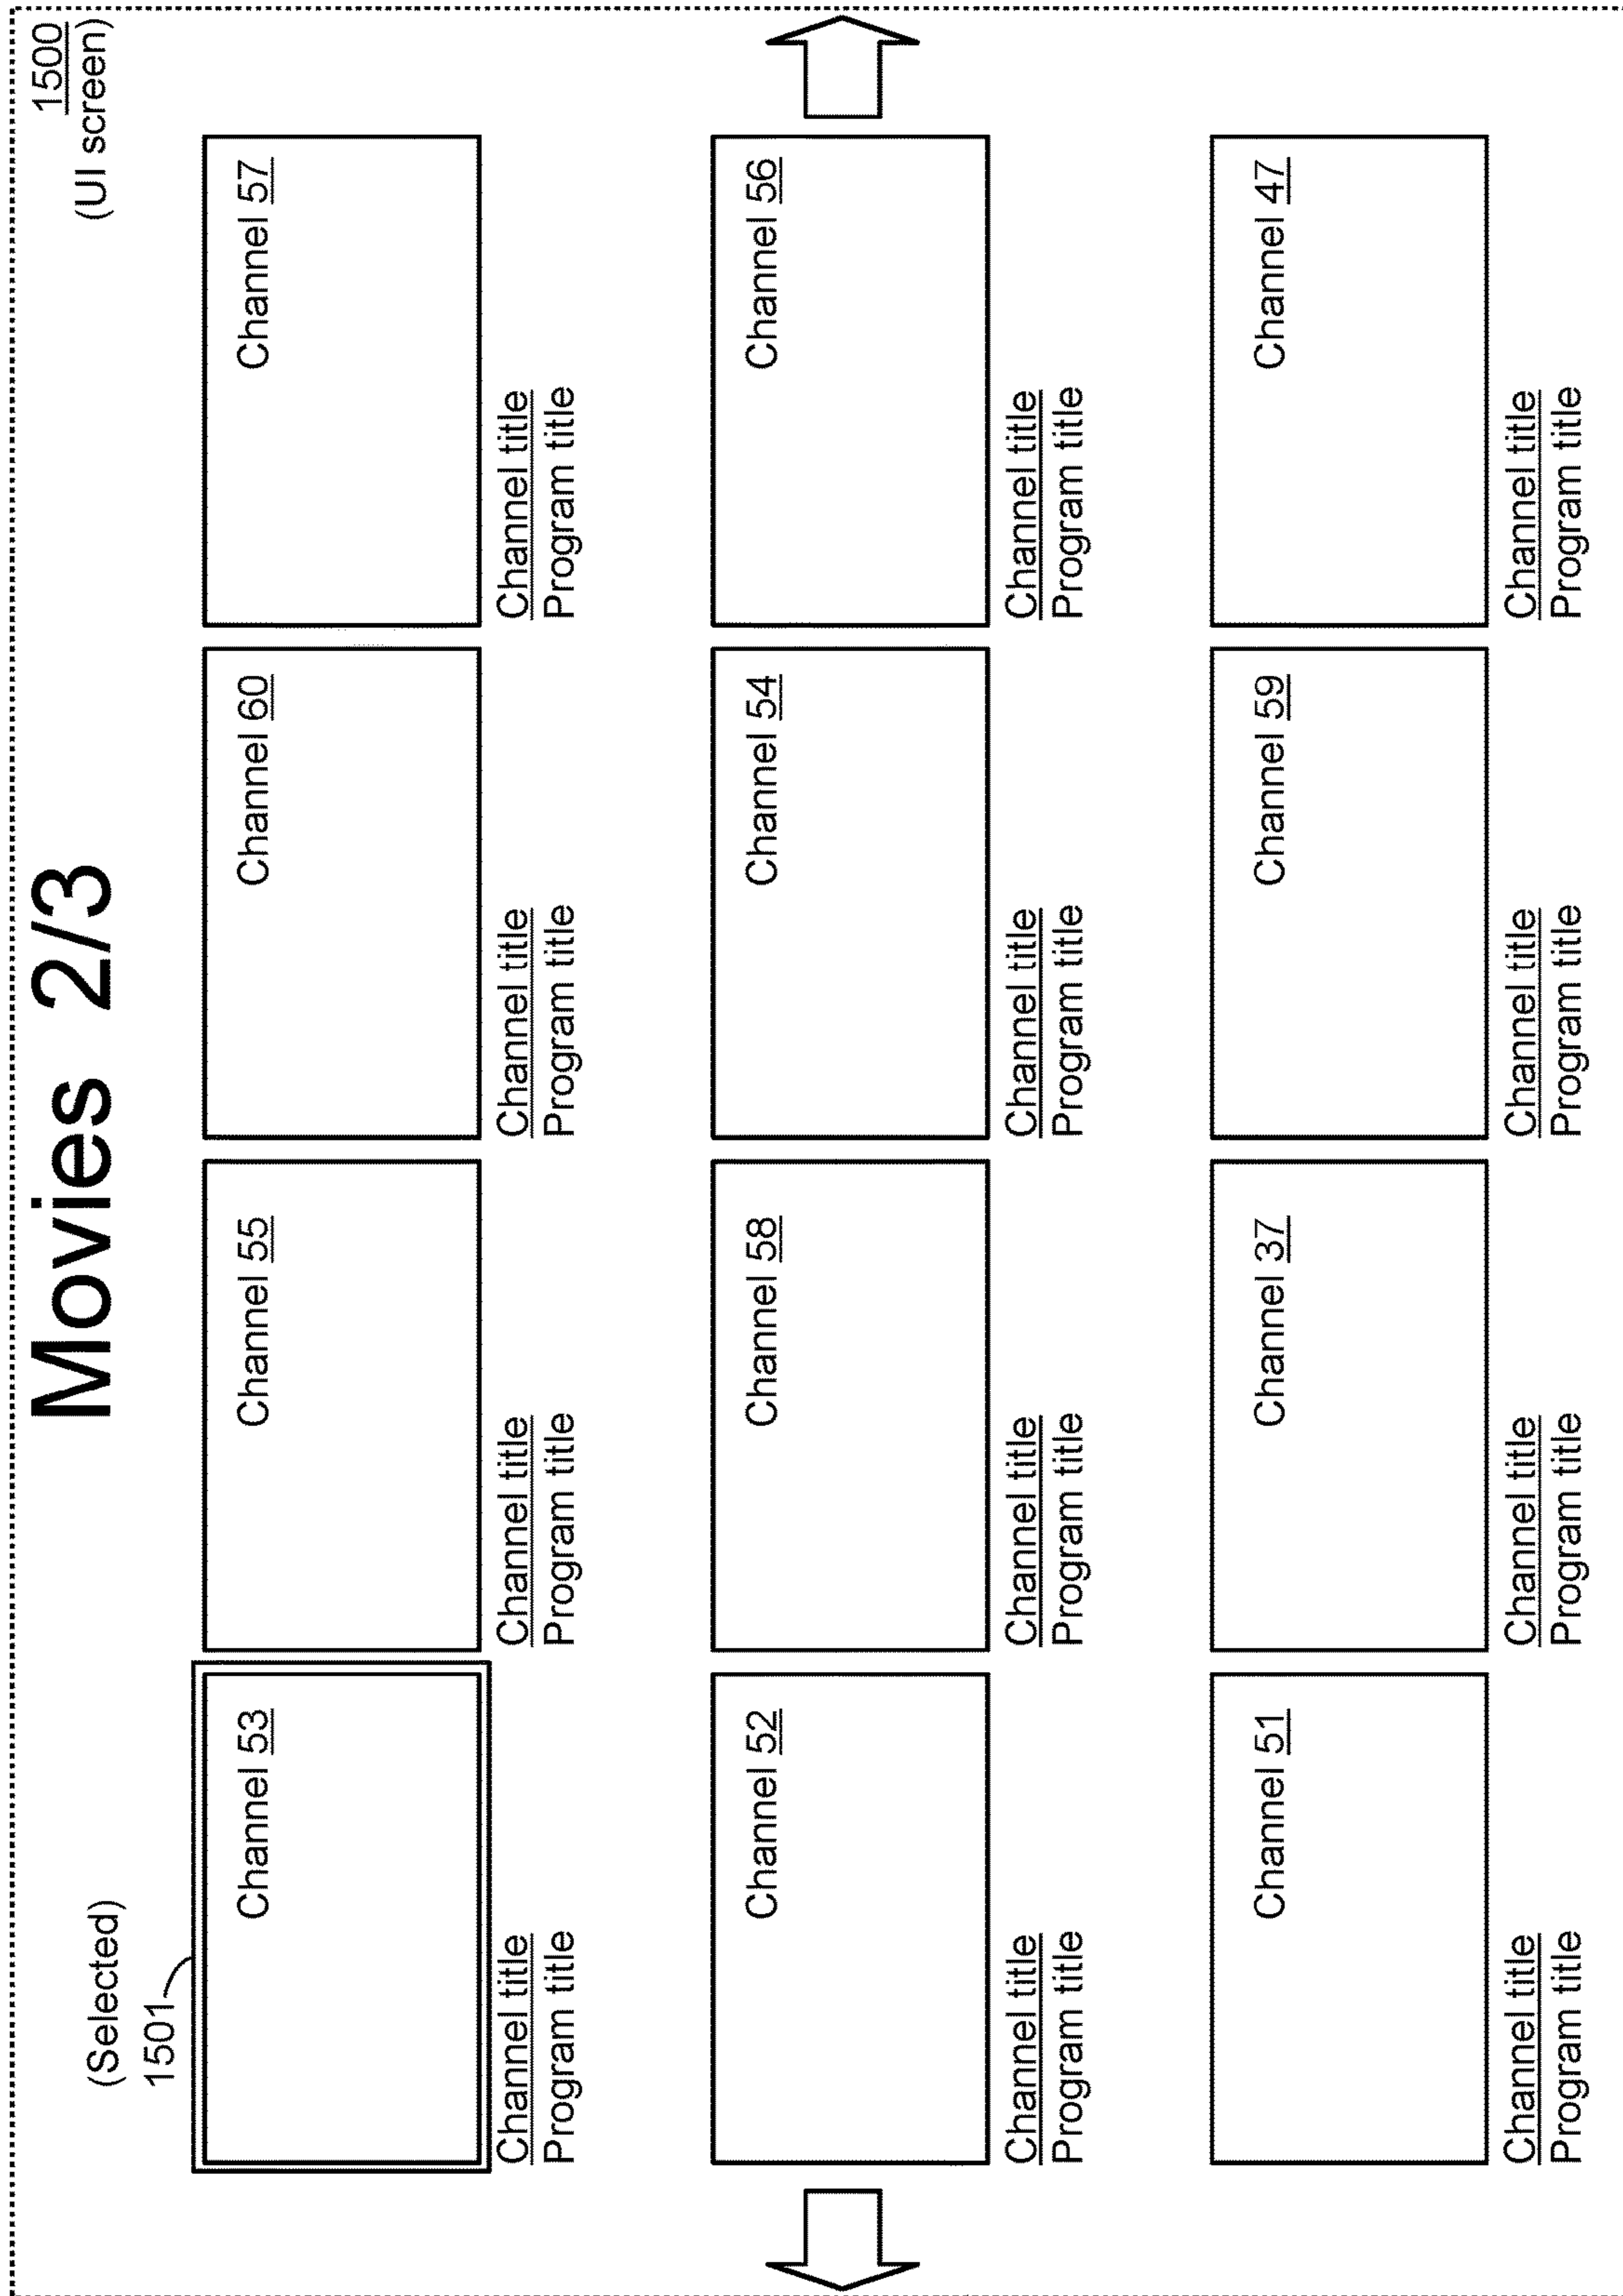 1500
(UI screen)
Movies 2/3
(Selected)
1501
Channel 53
Channel 55
Channel 60
Channel 57
Channel title
Program title
Channel title
Program title
Channel title
Program title
Channel title
Program title
Channel 52
Channel 58
Channel 54
Channel 56
Channel title
Program title
Channel title
Program title
Channel title
Program title
Channel title
Program title
Channel 51
Channel 37
Channel 59
Channel 47
Channel title
Program title
Channel title
Program title
Channel title
Program title
Channel title
Program title